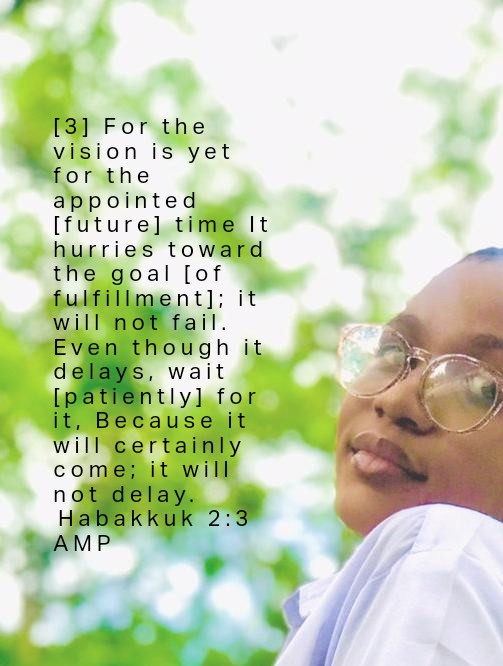 [3] For the
vision is yet
for the
appointed
[future] time It
hurries toward
the goal [of
fulfillment]; it
will not fail.
Even though it
delays, wait
[patiently] for
it, Because it
will certainly
come; it will
not delay.
Habakkuk 2:3
AMP